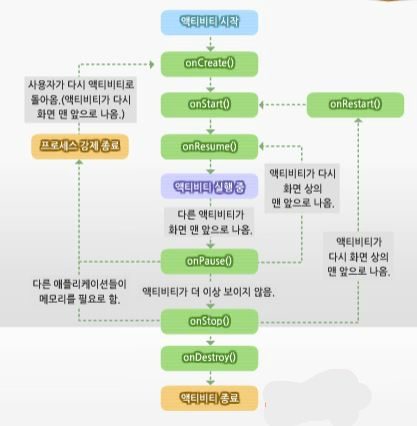 액티비티 시작
onCreate()
사용자가 다시 액티비티로
돌아옴.(액티비티가 다시
화면 맨 앞으로 나옴.)
onStart()
onRestart()
프로세스 강제 종료
onResume()
액티비티가 다시
화면 상의
맨 앞으로 나옴.
액티비티 실행 중
다른 액티비티가
화면 맨 앞으로 나옴.
액티비티가
다시 화면 상의
맨 앞으로 나옴.
onPause()
다른 애플리케이션들이
메모리를 필요로 함.
액티비티가 더 이상 보이지 않음.
onStop()
onDestroy()
액티비티 종료